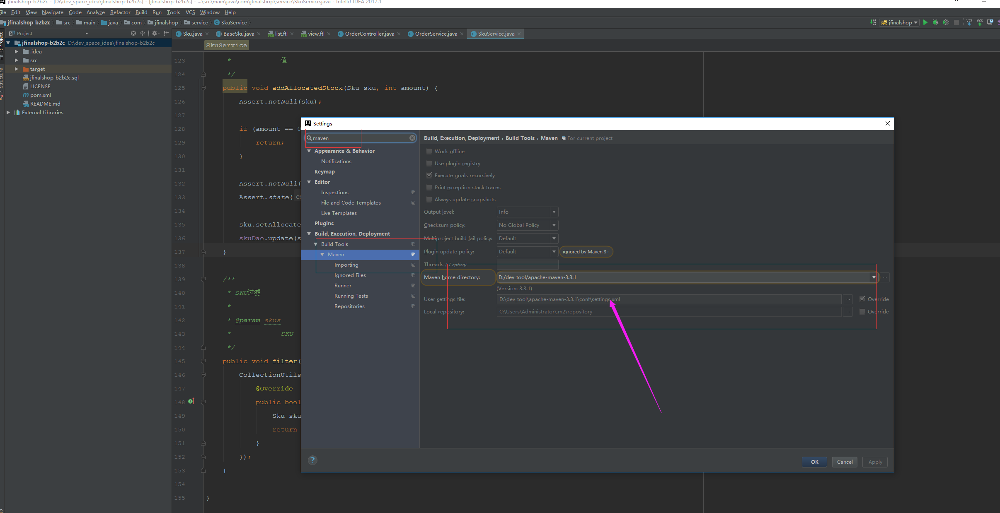 jfinalshop-b2b2c - [D:\dev_space_idea\jfinalshop-b2b2c] - [jfinalshop-b2b2c] - ...\src\main\java\com\jfinalshop\service\SkuService.java - IntelliJ IDEA 2017.1
File Edit View Navigate Code Analyze Refactor Build Run Tools VCS Window Help
jfinalshop-b2b2c src main java com jfinalshop service SkuService jfinalshop VCS VCS
Project Sku.java BaseSku.java list.ftl view.ftl OrderController.java OrderService.java SkuService.java
1: Project
7: Structure
jfinalshop-b2b2c D:\dev_space_idea\jfinalshop-b2b2c
.idea
src
target
jfinalshop-b2b2c.sql
LICENSE
pom.xml
README.md
External Libraries
SkuService
123 * 值
124 */
125 public void addAllocatedStock(Sku sku, int amount) {
126 Assert.notNull(sku);
127
128 if (amount == 0
129 return;
130 }
131
132 Assert.notNull(
133 Assert.state( ex
134
135 sku.setAllocate
136 skuDao.update(s
137 }
138
139 /**
140 * SKU过滤
141 *
142 * @param skus
143 * SKU
144 */
145 public void filter(
146 CollectionUtils
147 @Override
148 public bool
149 Sku sku
150 return
151 }
152 });
153 }
154
155 }
Settings
maven
Appearance & Behavior
Notifications
Keymap
Editor
Inspections
File and Code Templates
Live Templates
Plugins
Build, Execution, Deployment
Build Tools
Maven
Importing
Ignored Files
Runner
Running Tests
Repositories
Build, Execution, Deployment › Build Tools › Maven For current project
Work offline
Use plugin registry
Execute goals recursively
Print exception stack traces
Always update snapshots
Output level: Info
Checksum policy: No Global Policy
Multiproject build fail policy: Default
Plugin update policy: Default ignored by Maven 3+
Threads (-T option)
Maven home directory: D:/dev_tool/apache-maven-3.3.1 ...
(Version: 3.3.1)
User settings file: D:\dev_tool\apache-maven-3.3.1\conf\settings.xml ... Override
Local repository: C:\Users\Administrator\.m2\repository ... Override
? OK Cancel Apply